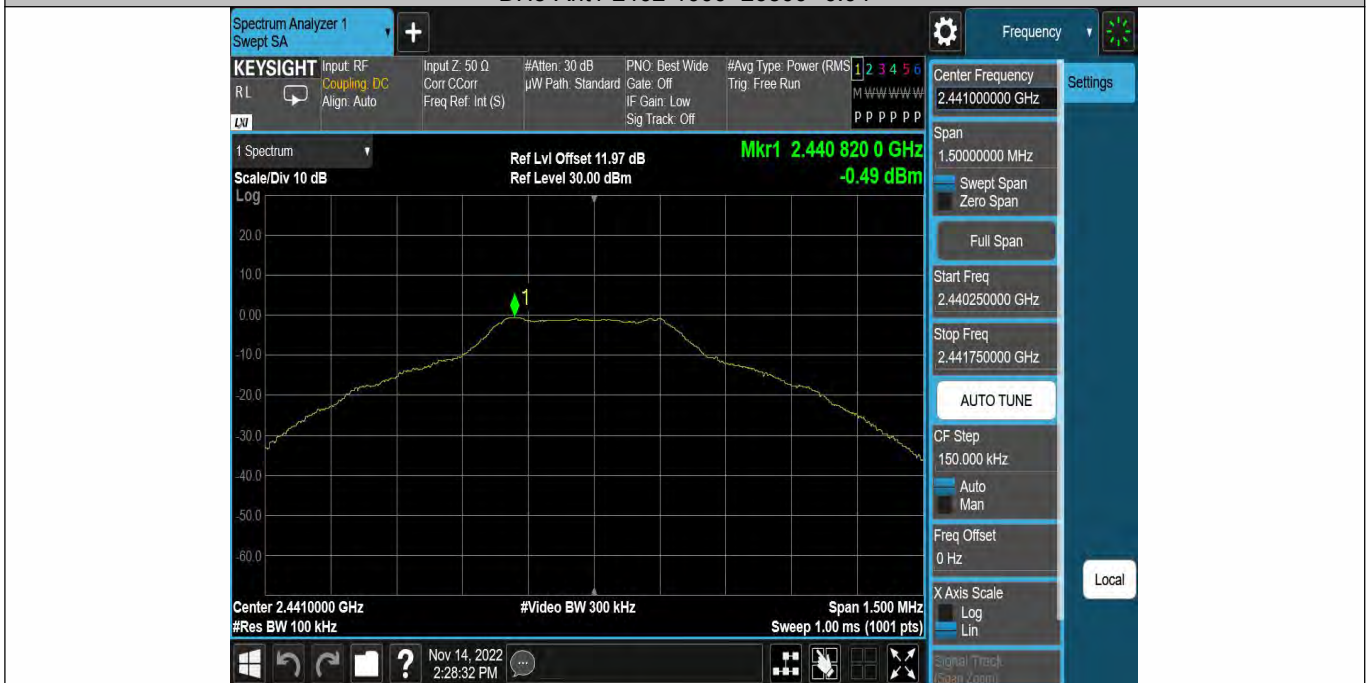 Spectrum Analyzer 1
Swept SA
Frequency
KEYSIGHT
RL
LXI
Input: RF
Coupling: DC
Align: Auto
Input Z: 50 Ω
Corr CCorr
Freq Ref: Int (S)
#Atten: 30 dB
µW Path: Standard
PNO: Best Wide
Gate: Off
IF Gain: Low
Sig Track: Off
#Avg Type: Power (RMS
Trig: Free Run
1 2 3 4 5 6
M W W W W W
P P P P P P
Center Frequency
2.441000000 GHz
Settings
1 Spectrum
Scale/Div 10 dB
Ref Lvl Offset 11.97 dB
Ref Level 30.00 dBm
Mkr1 2.440 820 0 GHz
-0.49 dBm
Span
1.50000000 MHz
Swept Span
Zero Span
Full Span
Start Freq
2.440250000 GHz
Stop Freq
2.441750000 GHz
AUTO TUNE
CF Step
150.000 kHz
Auto
Man
Freq Offset
0 Hz
X Axis Scale
Log
Lin
Signal Track
(Span Zoom)
Local
Log
20.0
10.0
0.00
-10.0
-20.0
-30.0
-40.0
-50.0
-60.0
1
Center 2.4410000 GHz
#Res BW 100 kHz
#Video BW 300 kHz
Span 1.500 MHz
Sweep 1.00 ms (1001 pts)
Nov 14, 2022
2:28:32 PM